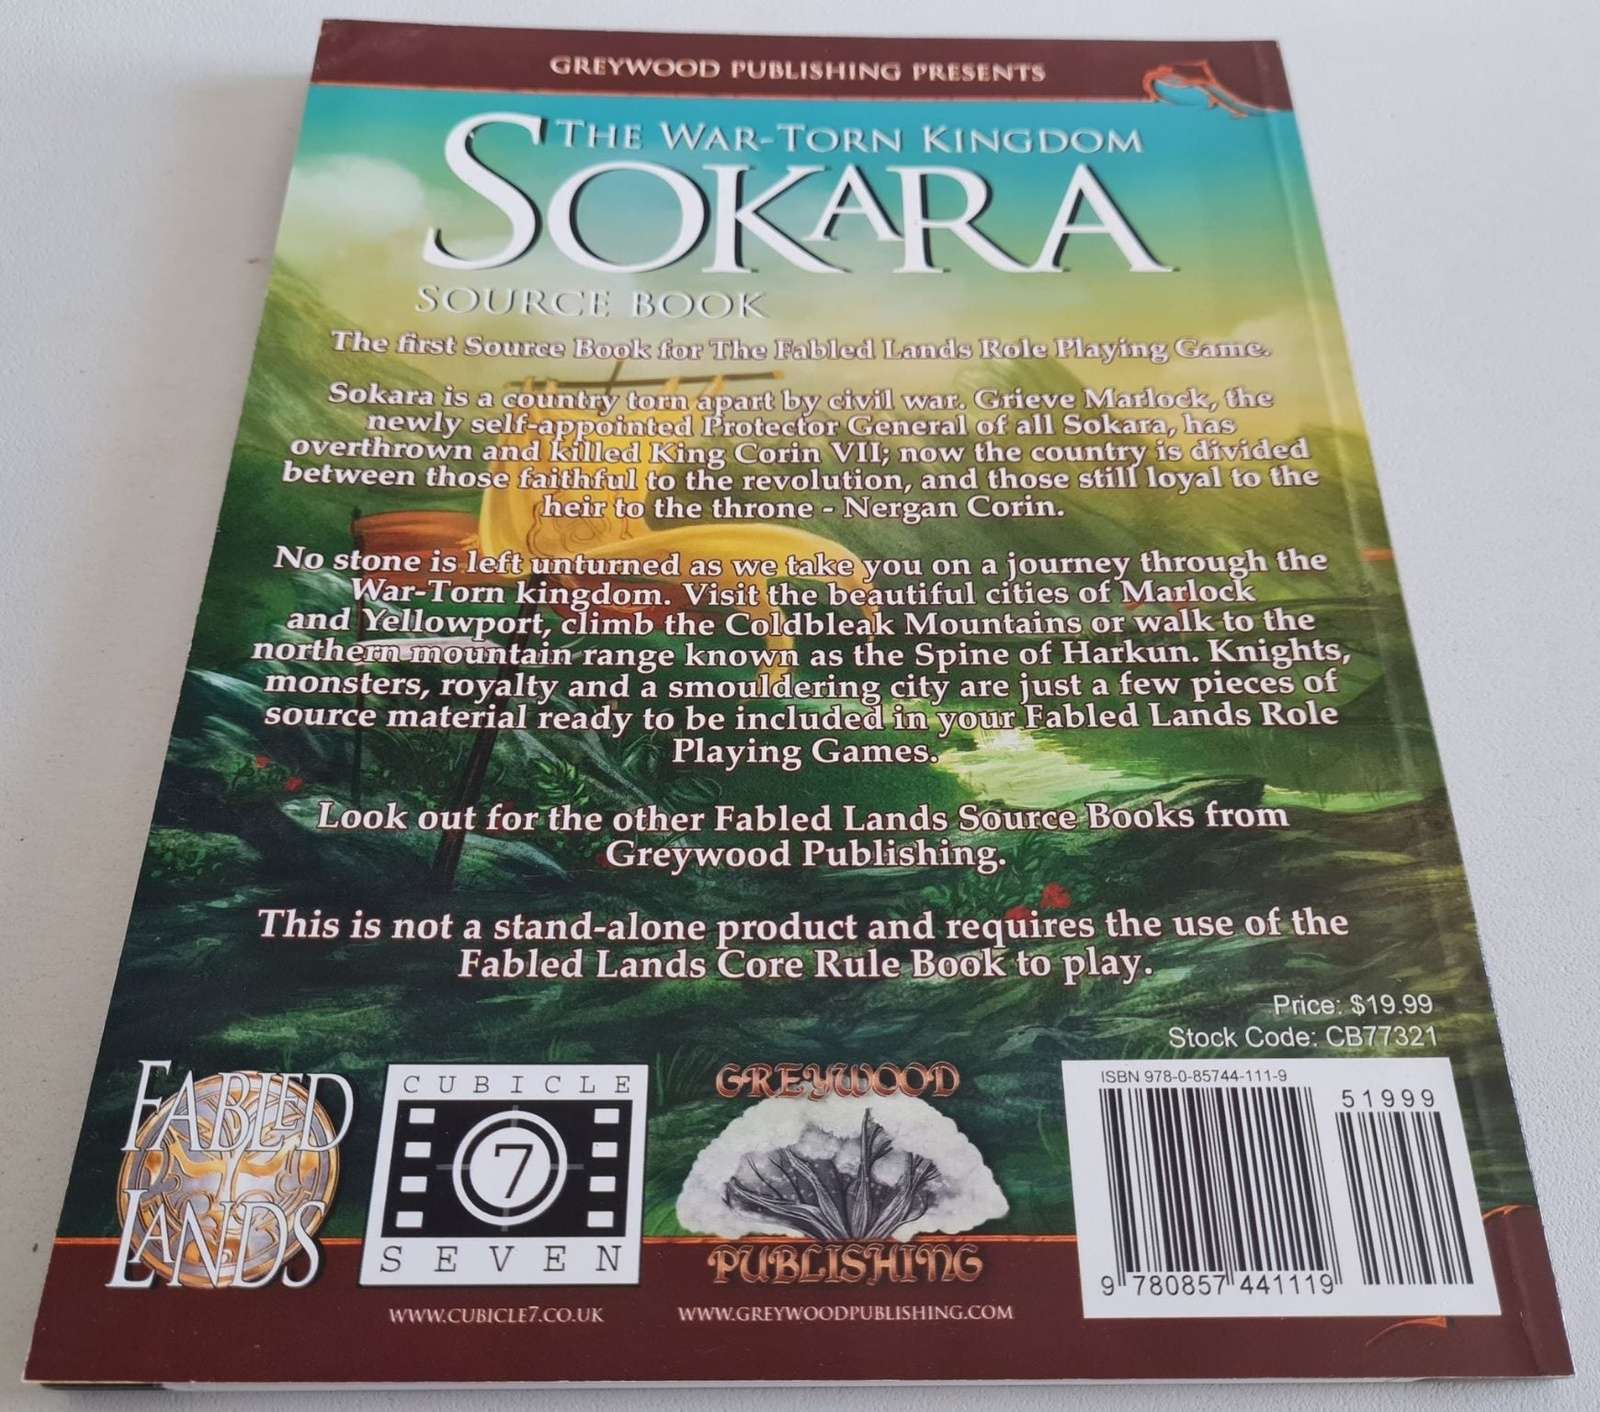 GREYWOOD PUBLISHING PRESENTS
THE WAR-TORN KINGDOM
SOKARA
SOURCE BOOK
The first Source Book for The Fabled Lands Role Playing Game.
Sokara is a country torn apart by civil war. Grieve Marlock, the
newly self-appointed Protector General of all Sokara, has
overthrown and killed King Corin VII; now the country is divided
between those faithful to the revolution, and those still loyal to the
heir to the throne - Nergan Corin.
No stone is left unturned as we take you on a journey through the
War-Torn kingdom. Visit the beautiful cities of Marlock
and Yellowport, climb the Coldbleak Mountains or walk to the
northern mountain range known as the Spine of Harkun. Knights,
monsters, royalty and a smouldering city are just a few pieces of
source material ready to be included in your Fabled Lands Role
Playing Games.
Look out for the other Fabled Lands Source Books from
Greywood Publishing.
This is not a stand-alone product and requires the use of the
Fabled Lands Core Rule Book to play.
Price: $19.99
Stock Code: CB77321
FABLED
LANDS
CUBICLE
7
SEVEN
WWW.CUBICLE7.CO.UK
GREYWOOD
PUBLISHING
WWW.GREYWOODPUBLISHING.COM
ISBN 978-0-85744-111-9
51999
9 780857 441119